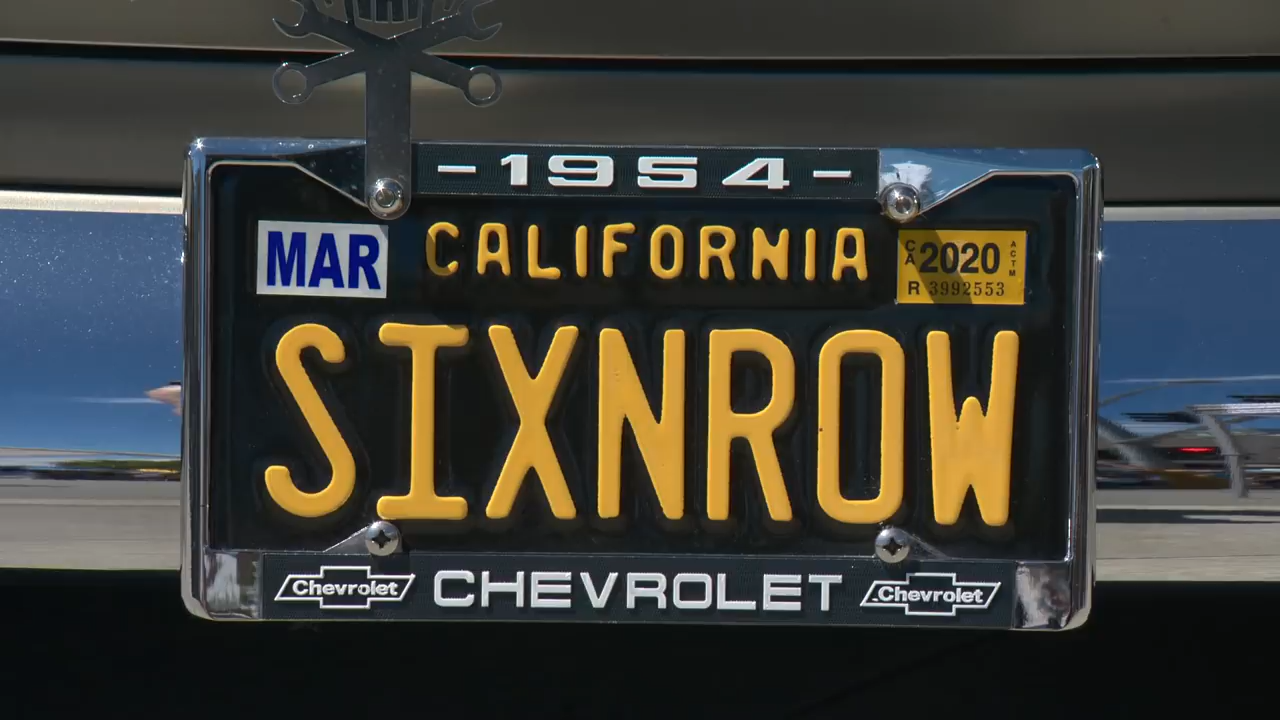 -1954-
MAR
CALIFORNIA
CA 2020 ACTM
R 3992553
SIXNROW
Chevrolet CHEVROLET Chevrolet